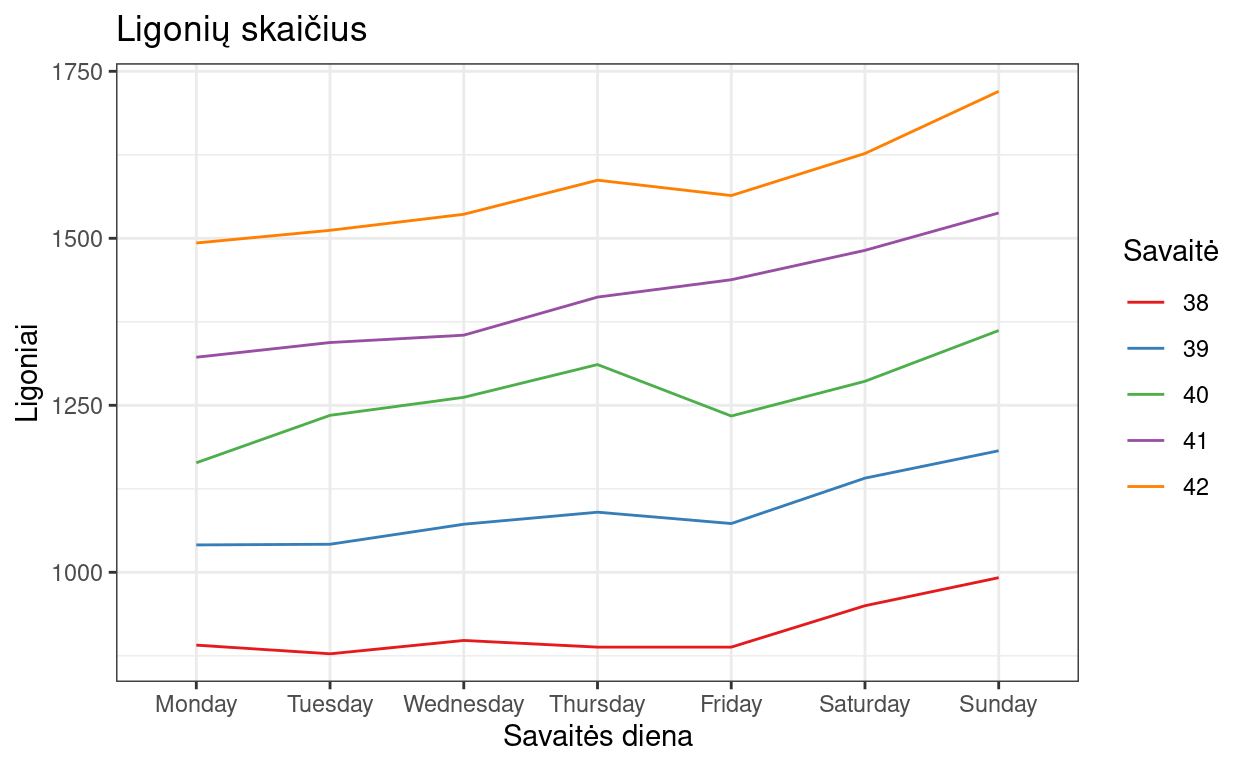 Ligonių skaičius
Ligoniai
1750
1500
1250
1000
Monday Tuesday Wednesday Thursday Friday Saturday Sunday
Savaitės diena
Savaitė
38
39
40
41
42